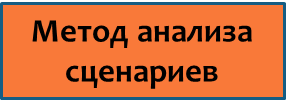 Метод анализа
сценариев